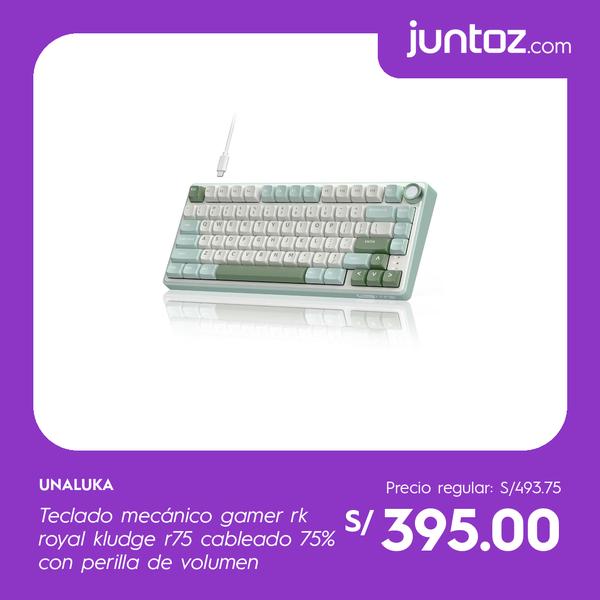 juntoz.com
UNALUKA
Teclado mecánico gamer rk
royal kludge r75 cableado 75%
con perilla de volumen
Precio regular: S/493.75
S/ 395.00